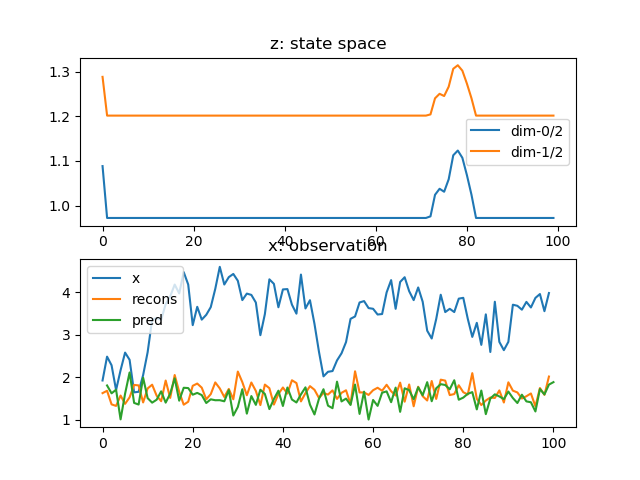 z: state space
1.3
1.2
1.1
1.0
dim-0/2
dim-1/2
0 20 40 60 80 100
x: observation
4
3
2
1
x
recons
pred
0 20 40 60 80 100